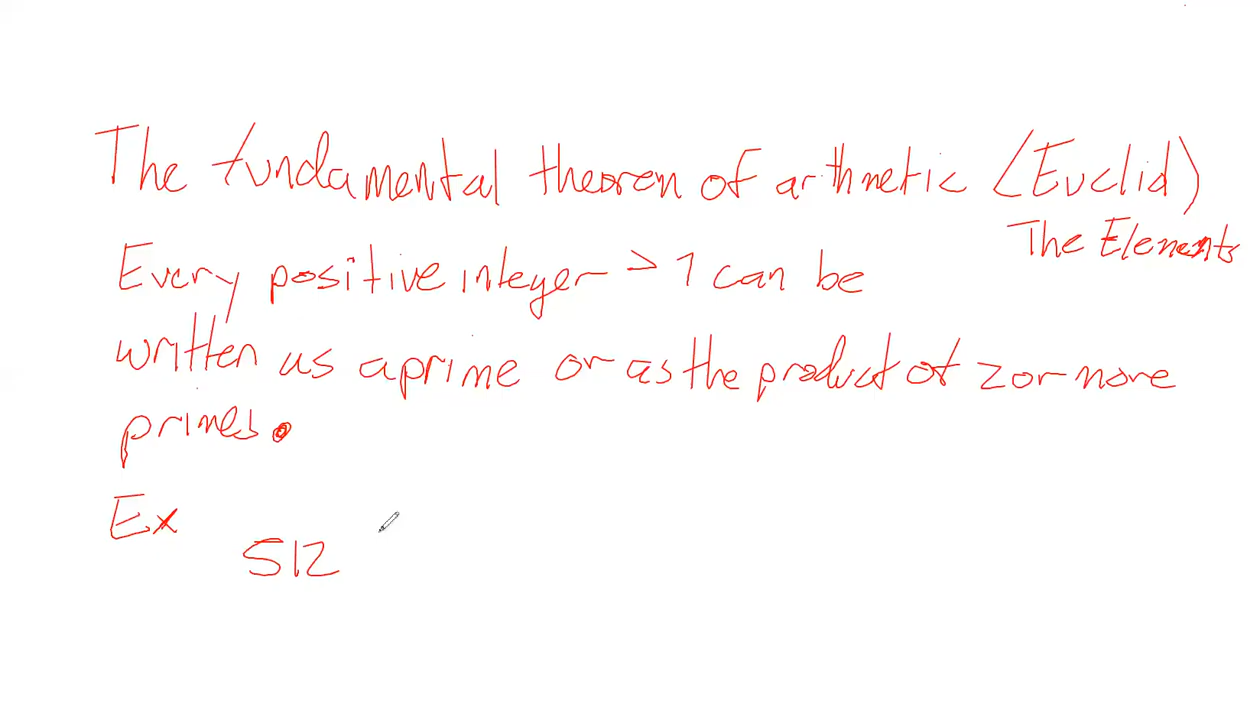 The fundamental theorem of arithmetic (Euclid)
The Elements
Every positive integer > 1 can be
written as a prime or as the product of 2 or more
primes.
Ex
512